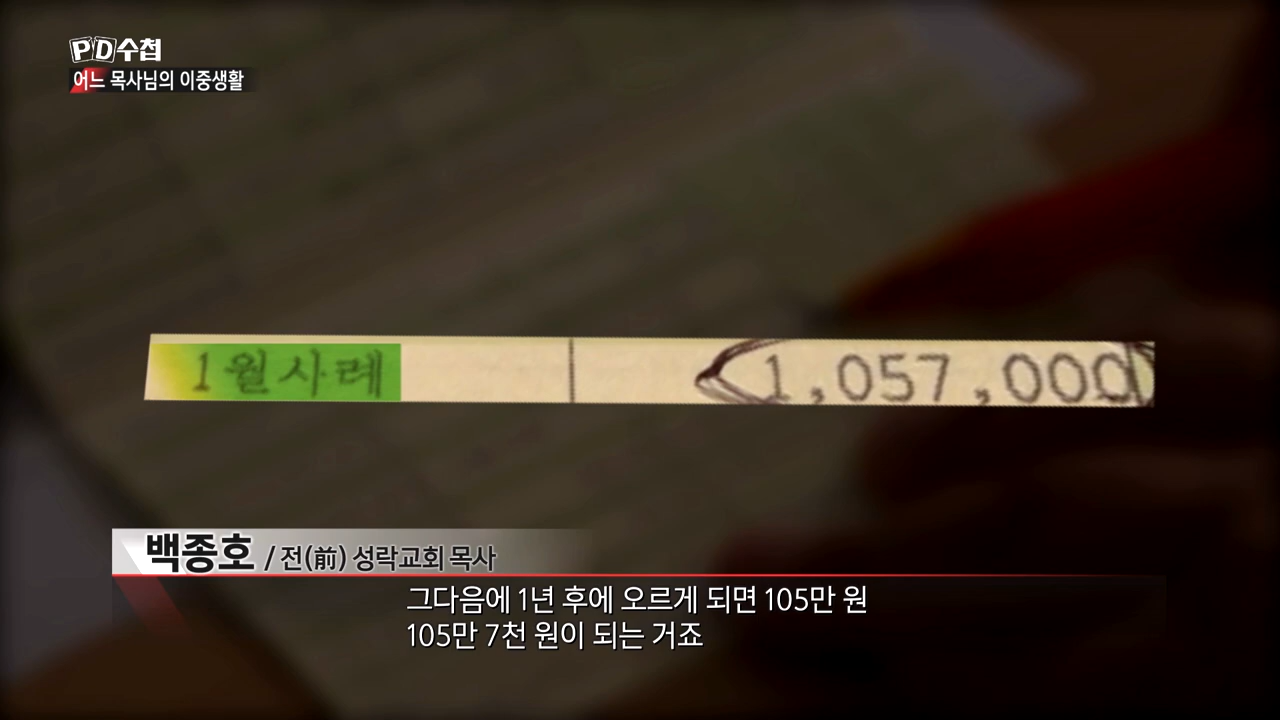 PD수첩
어느 목사님의 이중생활
1월사례 1,057,000
백종호 / 전(前) 성락교회 목사
그다음에 1년 후에 오르게 되면 105만 원
105만 7천 원이 되는 거죠